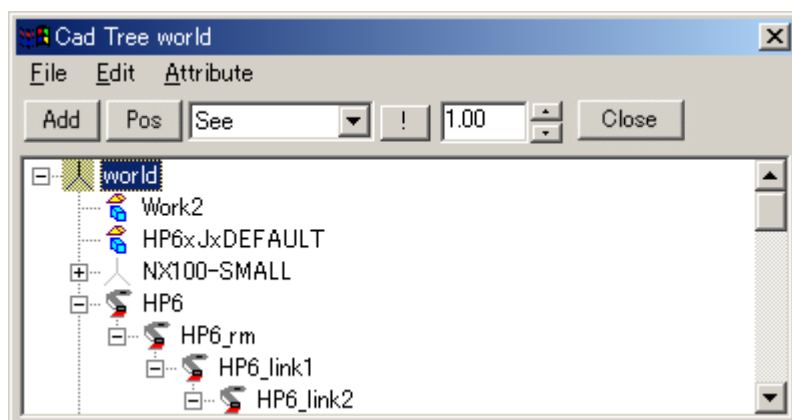 Cad Tree world
File Edit Attribute
Add Pos See ! 1.00 Close
world
Work2
HP6xJxDEFAULT
NX100-SMALL
HP6
HP6_rm
HP6_link1
HP6_link2